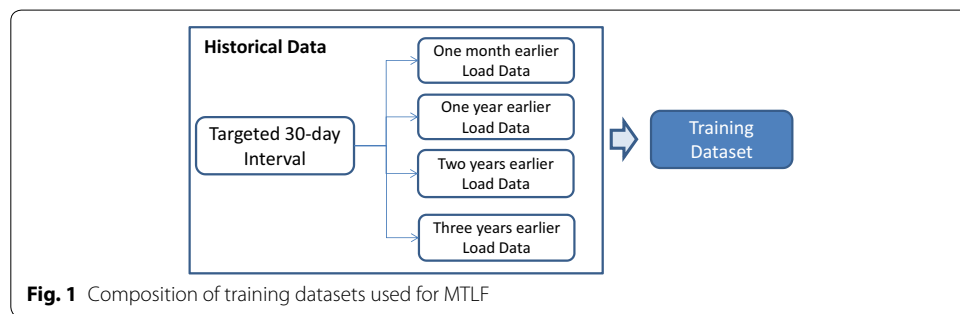 Historical Data
Targeted 30-day
Interval
One month earlier
Load Data
One year earlier
Load Data
Two years earlier
Load Data
Three years earlier
Load Data
Training
Dataset
Fig. 1 Composition of training datasets used for MTLF